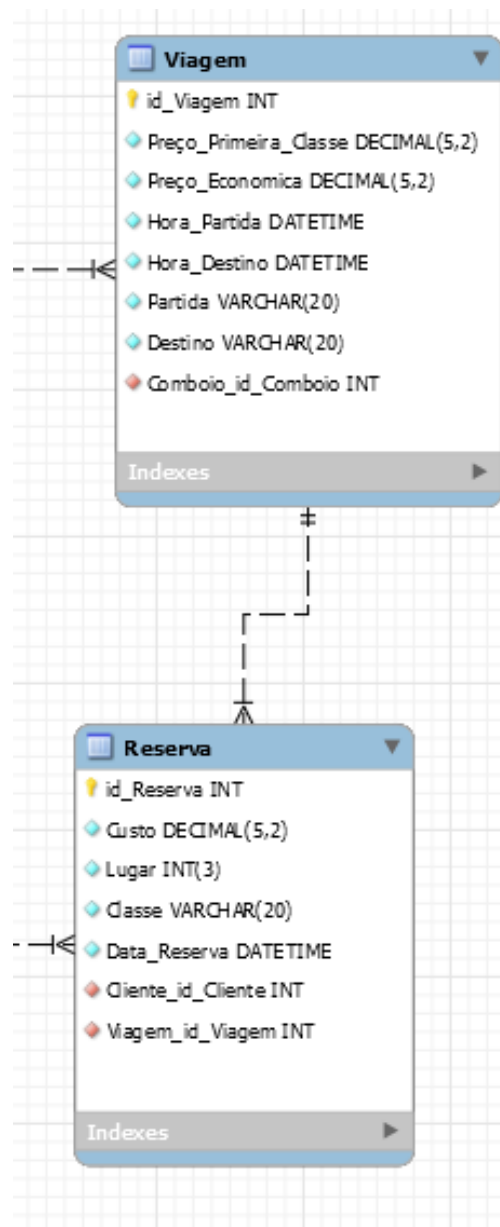 Viagem
id_Viagem INT
Preço_Primeira_Classe DECIMAL(5,2)
Preço_Economica DECIMAL(5,2)
Hora_Partida DATETIME
Hora_Destino DATETIME
Partida VARCHAR(20)
Destino VARCHAR(20)
Comboio_id_Comboio INT
Indexes
Reserva
id_Reserva INT
Custo DECIMAL(5,2)
Lugar INT(3)
Classe VARCHAR(20)
Data_Reserva DATETIME
Cliente_id_Cliente INT
Viagem_id_Viagem INT
Indexes